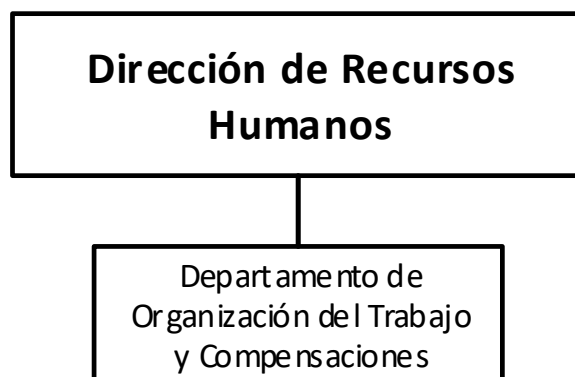 Dirección de Recursos
Humanos
Departamento de
Organización del Trabajo
y Compensaciones